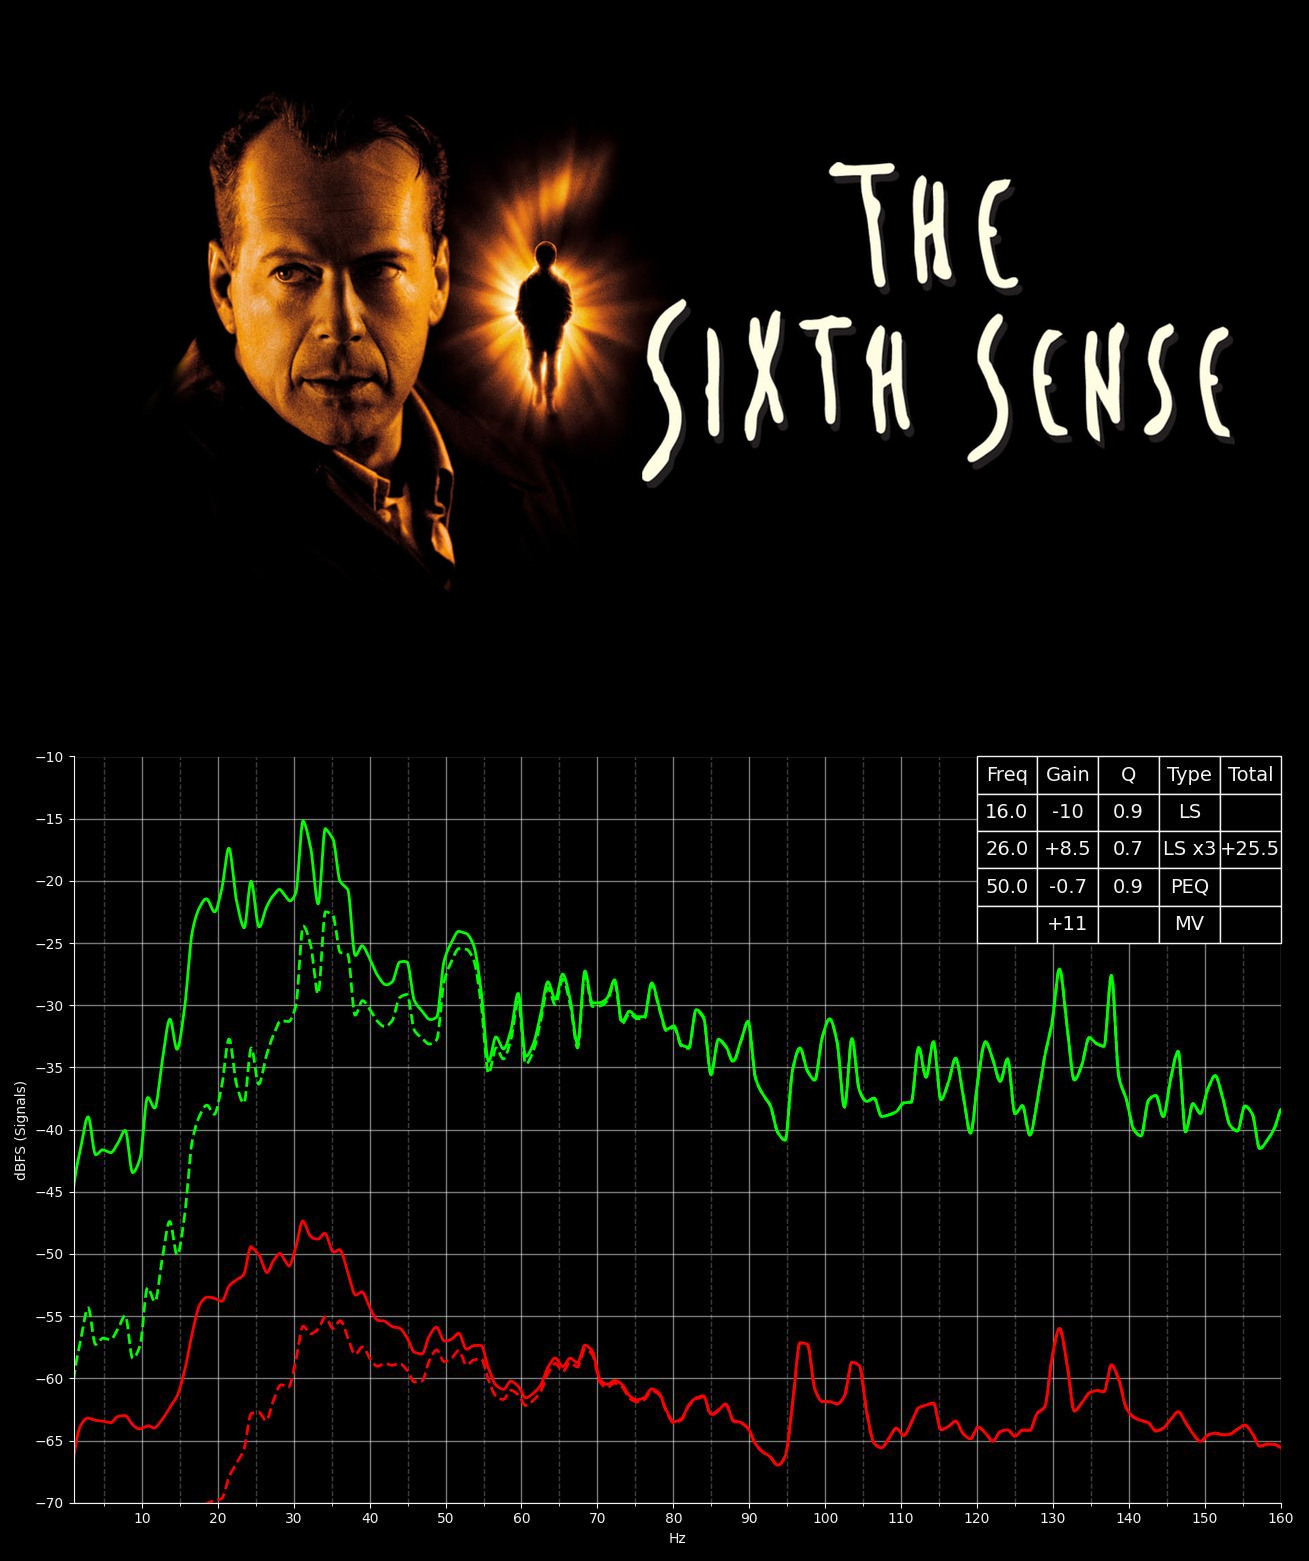 THE
SIXTH SENSE
Freq Gain Q Type Total
16.0 -10 0.9 LS
26.0 +8.5 0.7 LS x3 +25.5
50.0 -0.7 0.9 PEQ
+11 MV
−10
−15
−20
−25
−30
−35
−40
−45
−50
−55
−60
−65
−70
dBFS (Signals)
10 20 30 40 50 60 70 80 90 100 110 120 130 140 150 160
Hz